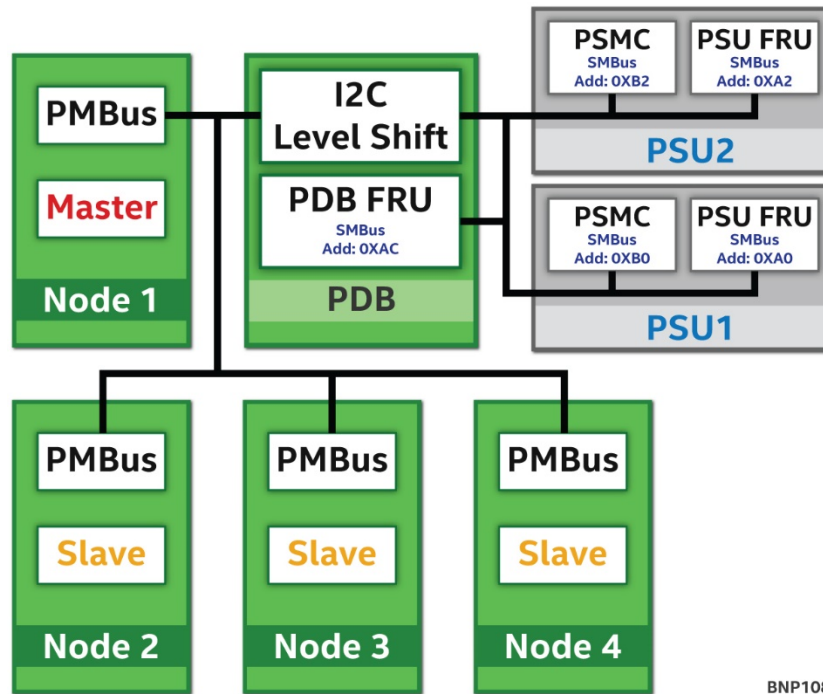 PMBus
Master
Node 1
I2C
Level Shift
PDB FRU
SMBus
Add: 0XAC
PDB
PSMC
SMBus
Add: 0XB2
PSU FRU
SMBus
Add: 0XA2
PSU2
PSMC
SMBus
Add: 0XB0
PSU FRU
SMBus
Add: 0XA0
PSU1
PMBus
Slave
Node 2
PMBus
Slave
Node 3
PMBus
Slave
Node 4